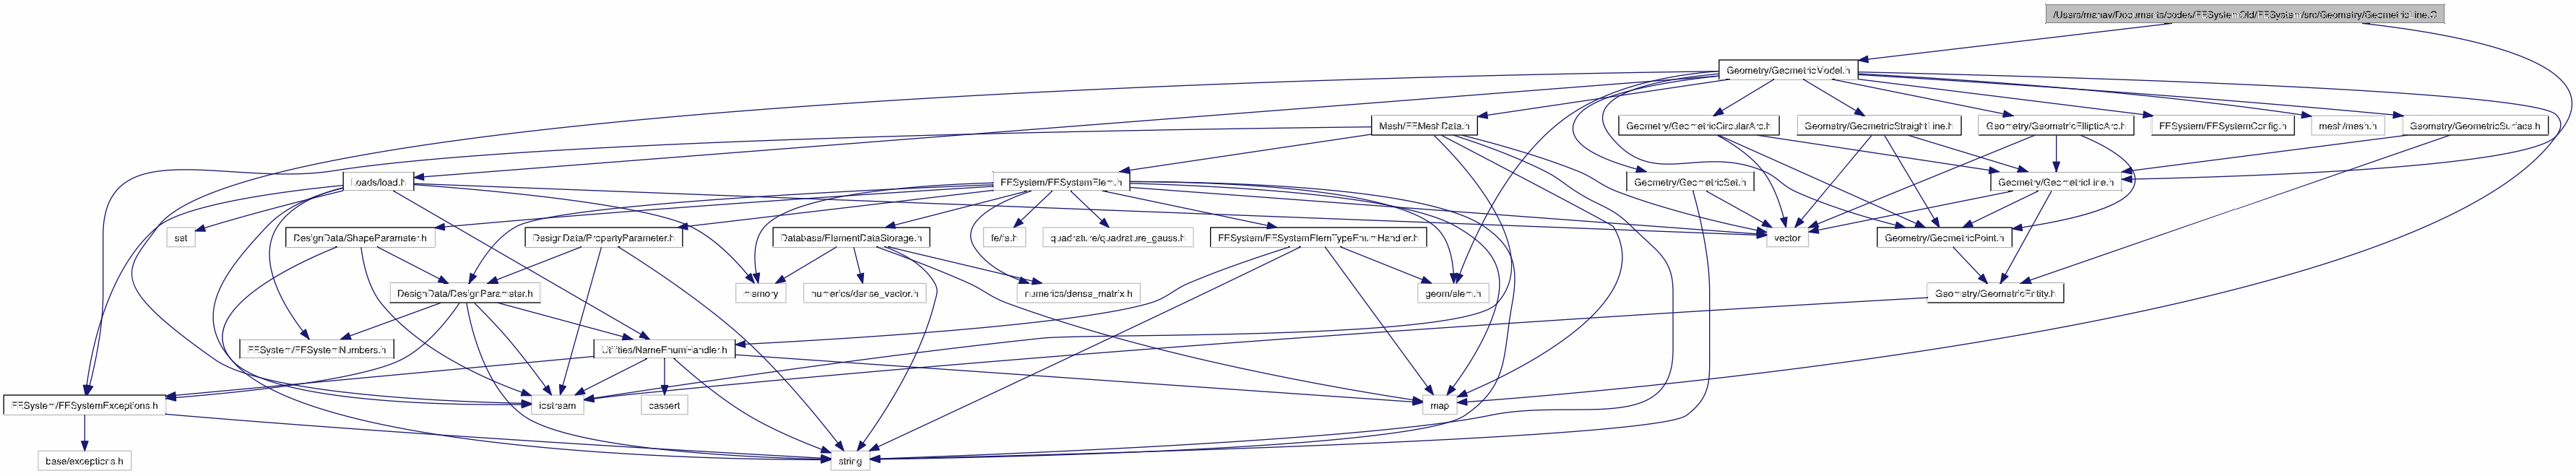 /Users/manav/Documents/codes/FESystemOld/FESystem/src/Geometry/GeometricLine.C
Geometry/GeometricModel.h
Mesh/FEMeshData.h
Geometry/GeometricCircularArc.h
Geometry/GeometricStraightLine.h
Geometry/GeometricEllipticArc.h
FESystem/FESystemConfig.h
mesh/mesh.h
Geometry/GeometricSurface.h
Loads/load.h
FESystem/FESystemElem.h
Geometry/GeometricSet.h
Geometry/GeometricLine.h
set
DesignData/ShapeParameter.h
DesignData/PropertyParameter.h
Database/ElementDataStorage.h
fe/fe.h
quadrature/quadrature_gauss.h
FESystem/FESystemElemTypeEnumHandler.h
vector
Geometry/GeometricPoint.h
DesignData/DesignParameter.h
memory
numerics/dense_vector.h
numerics/dense_matrix.h
geom/elem.h
Geometry/GeometricEntity.h
FESystem/FESystemNumbers.h
Utilities/NameEnumHandler.h
FESystem/FESystemExceptions.h
iostream
cassert
map
base/exceptions.h
string